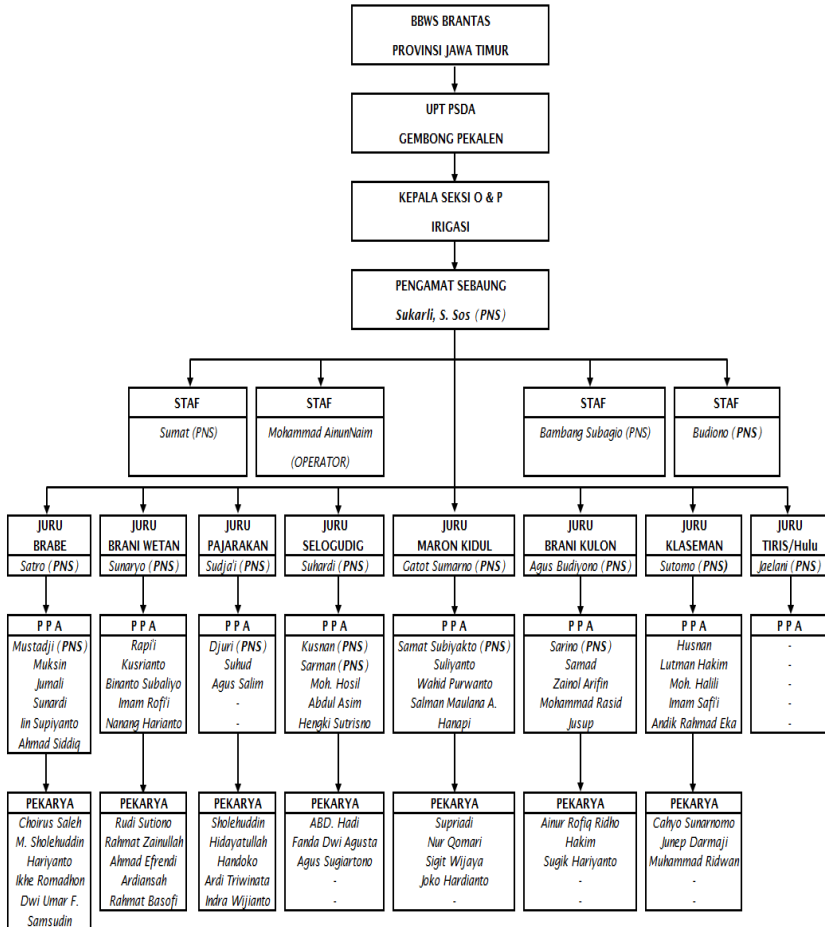 BBWS BRANTAS
PROVINSI JAWA TIMUR
UPT PSDA
GEMBONG PEKALEN
KEPALA SEKSI O & P
IRIGASI
PENGAMAT SEBAUNG
Sukarli, S. Sos (PNS)
STAF
Sumat (PNS)
STAF
Mohammad AinunNaim
(OPERATOR)
STAF
Bambang Subagio (PNS)
STAF
Budiono (PNS)
JURU
BRABE
Satro (PNS)
JURU
BRANI WETAN
Sunaryo (PNS)
JURU
PAJARAKAN
Sudja'i (PNS)
JURU
SELOGUDIG
Suhardi (PNS)
JURU
MARON KIDUL
Gatot Sumarno (PNS)
JURU
BRANI KULON
Agus Budiyono (PNS)
JURU
KLASEMAN
Sutomo (PNS)
JURU
TIRIS/Hulu
Jaelani (PNS)
P P A
Mustadji (PNS)
Muksin
Jumali
Sunardi
Iin Supiyanto
Ahmad Siddiq
P P A
Rapi'i
Kusrianto
Binanto Subaliyo
Imam Rofi'i
Nanang Harianto
P P A
Djuri (PNS)
Suhud
Agus Salim
-
-
P P A
Kusnan (PNS)
Sarman (PNS)
Moh. Hosil
Abdul Asim
Hengki Sutrisno
P P A
Samat Subiyakto (PNS)
Suliyanto
Wahid Purwanto
Salman Maulana A.
Hanapi
P P A
Sarino (PNS)
Samad
Zainol Arifin
Mohammad Rasid
Jusup
P P A
Husnan
Lutman Hakim
Moh. Halili
Imam Safi'i
Andik Rahmad Eka
P P A
-
-
-
-
-
PEKARYA
Choirus Saleh
M. Sholehuddin
Hariyanto
Ikhe Romadhon
Dwi Umar F.
Samsudin
PEKARYA
Rudi Sutiono
Rahmat Zainullah
Ahmad Efrendi
Ardiansah
Rahmat Basofi
PEKARYA
Sholehuddin
Hidayatullah
Handoko
Ardi Triwinata
Indra Wijianto
PEKARYA
ABD. Hadi
Fanda Dwi Agusta
Agus Sugiartono
-
-
PEKARYA
Supriadi
Nur Qomari
Sigit Wijaya
Joko Hardianto
-
PEKARYA
Ainur Rofiq Ridho
Hakim
Sugik Hariyanto
-
-
PEKARYA
Cahyo Sunarnomo
Junep Darmaji
Muhammad Ridwan
-
-